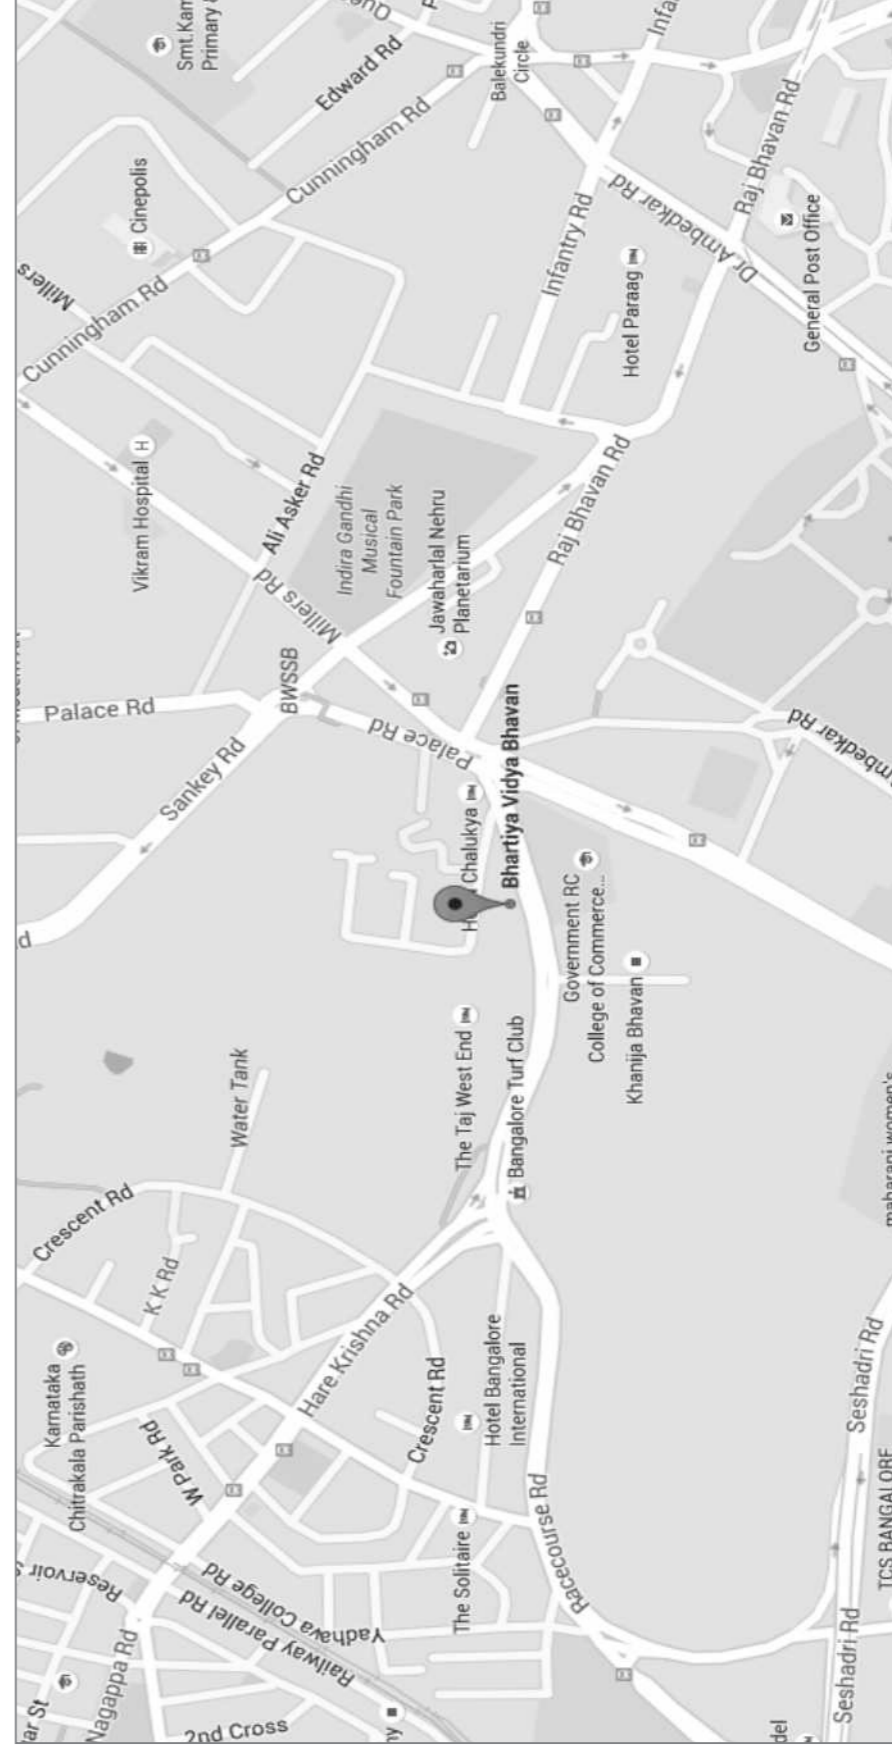 Nagappa Rd
2nd Cross
Reservoir
Railway Parallel Rd
Yadhava College Rd
W Park Rd
Karnataka
Chitrakala Parishath
K K Rd
Crescent Rd
Hare Krishna Rd
Crescent Rd
The Solitaire
Hotel Bangalore
International
Racecourse Rd
Seshadri Rd
Seshadri Rd
TCS BANGALORE
maharani women's
Water Tank
The Taj West End
Bangalore Turf Club
Khanija Bhavan
Government RC
College of Commerce...
Chalukya
Bhartiya Vidya Bhavan
Sankey Rd
Palace Rd
BWSSB
Palace Rd
Millers Rd
Ali Asker Rd
Vikram Hospital
H
Indira Gandhi
Musical
Fountain Park
Jawaharlal Nehru
Planetarium
Raj Bhavan Rd
Cunningham Rd
Millers
Cinepolis
Cunningham Rd
Edward Rd
Smt.Kam
Primary
Balekundri
Circle
Infantry Rd
Hotel Paraag
Dr Ambedkar Rd
Raj Bhavan Rd
General Post Office
mbedkar Rd